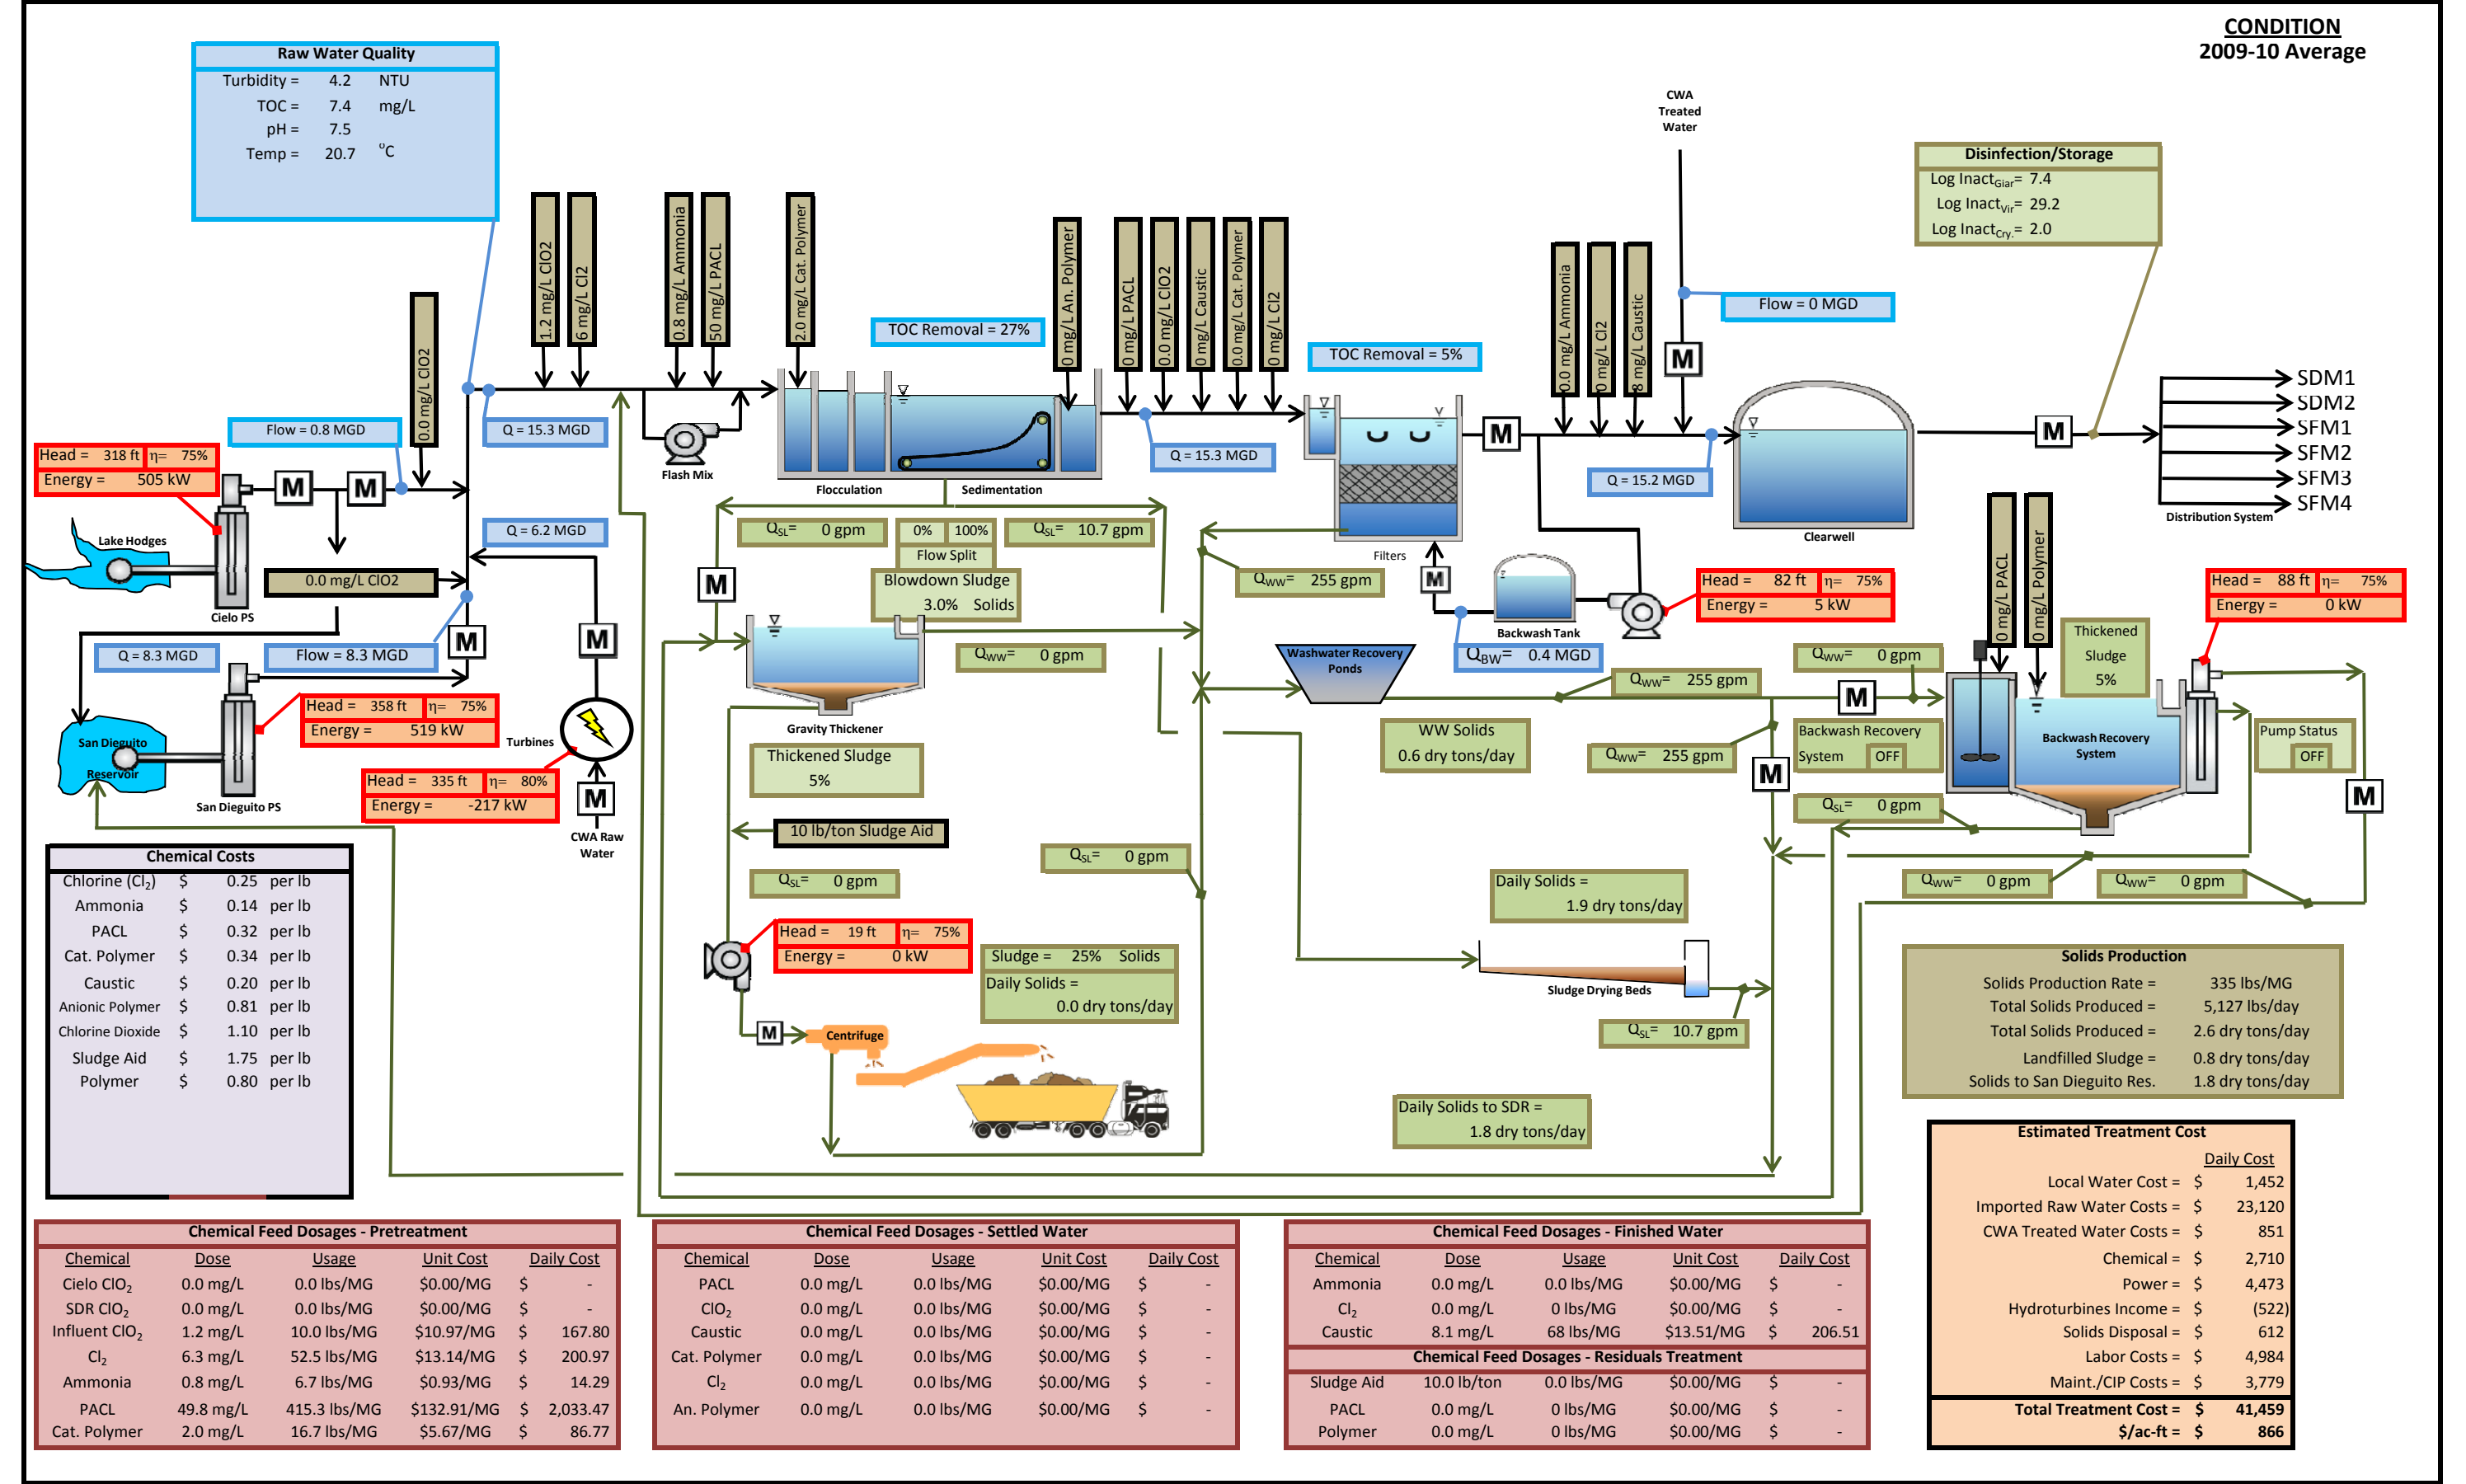 CONDITION
2009-10 Average
Raw Water Quality
Turbidity = 4.2 NTU
TOC = 7.4 mg/L
pH = 7.5
Temp = 20.7 °C
CWA
Treated
Water
Disinfection/Storage
Log Inact Giar= 7.4
Log Inact Vir= 29.2
Log Inact Cry.= 2.0
Flow = 0 MGD
1.2 mg/L ClO2
6 mg/L Cl2
0.8 mg/L Ammonia
50 mg/L PACL
2.0 mg/L Cat. Polymer
0 mg/L An. Polymer
0 mg/L PACL
0.0 mg/L ClO2
0 mg/L Caustic
0.0 mg/L Cat. Polymer
0 mg/L Cl2
0.0 mg/L Ammonia
0 mg/L Cl2
8 mg/L Caustic
0.0 mg/L ClO2
TOC Removal = 27%
TOC Removal = 5%
M
SDM1
SDM2
SFM1
SFM2
SFM3
SFM4
Distribution System
M
Flow = 0.8 MGD
Q = 15.3 MGD
Head = 318 ft η= 75%
Energy = 505 kW
M
M
Flash Mix
Flocculation
Sedimentation
Q = 15.3 MGD
M
Q = 15.2 MGD
Clearwell
Lake Hodges
Cielo PS
0.0 mg/L ClO2
Q = 6.2 MGD
QSL= 0 gpm
0% 100%
Flow Split
QSL= 10.7 gpm
Filters
M
M
Blowdown Sludge
3.0% Solids
QWW= 255 gpm
Backwash Tank
Head = 82 ft η= 75%
Energy = 5 kW
0 mg/L PACL
0 mg/L Polymer
Head = 88 ft η= 75%
Energy = 0 kW
Q = 8.3 MGD
Flow = 8.3 MGD
M
M
QWW= 0 gpm
Washwater Recovery
Ponds
QBW= 0.4 MGD
QWW= 0 gpm
Thickened
Sludge
5%
San Dieguito
Reservoir
San Dieguito PS
Head = 358 ft η= 75%
Energy = 519 kW
Turbines
Head = 335 ft η= 80%
Energy = -217 kW
M
CWA Raw
Water
Gravity Thickener
Thickened Sludge
5%
QWW= 255 gpm
M
WW Solids
0.6 dry tons/day
QWW= 255 gpm
M
Backwash Recovery
System OFF
Backwash Recovery
System
Pump Status
OFF
M
QSL= 0 gpm
10 lb/ton Sludge Aid
QSL= 0 gpm
QSL= 0 gpm
QWW= 0 gpm
QWW= 0 gpm
Chemical Costs
Chlorine (Cl2) $ 0.25 per lb
Ammonia $ 0.14 per lb
PACL $ 0.32 per lb
Cat. Polymer $ 0.34 per lb
Caustic $ 0.20 per lb
Anionic Polymer $ 0.81 per lb
Chlorine Dioxide $ 1.10 per lb
Sludge Aid $ 1.75 per lb
Polymer $ 0.80 per lb
Head = 19 ft η= 75%
Energy = 0 kW
Sludge = 25% Solids
Daily Solids =
0.0 dry tons/day
M
Centrifuge
Daily Solids =
1.9 dry tons/day
Sludge Drying Beds
QSL= 10.7 gpm
Daily Solids to SDR =
1.8 dry tons/day
Solids Production
Solids Production Rate = 335 lbs/MG
Total Solids Produced = 5,127 lbs/day
Total Solids Produced = 2.6 dry tons/day
Landfilled Sludge = 0.8 dry tons/day
Solids to San Dieguito Res. 1.8 dry tons/day
Estimated Treatment Cost
Daily Cost
Local Water Cost = $ 1,452
Imported Raw Water Costs = $ 23,120
CWA Treated Water Costs = $ 851
Chemical = $ 2,710
Power = $ 4,473
Hydroturbines Income = $ (522)
Solids Disposal = $ 612
Labor Costs = $ 4,984
Maint./CIP Costs = $ 3,779
Total Treatment Cost = $ 41,459
$/ac-ft = $ 866
Chemical Feed Dosages - Pretreatment
Chemical Dose Usage Unit Cost Daily Cost
Cielo ClO2 0.0 mg/L 0.0 lbs/MG $0.00/MG $ -
SDR ClO2 0.0 mg/L 0.0 lbs/MG $0.00/MG $ -
Influent ClO2 1.2 mg/L 10.0 lbs/MG $10.97/MG $ 167.80
Cl2 6.3 mg/L 52.5 lbs/MG $13.14/MG $ 200.97
Ammonia 0.8 mg/L 6.7 lbs/MG $0.93/MG $ 14.29
PACL 49.8 mg/L 415.3 lbs/MG $132.91/MG $ 2,033.47
Cat. Polymer 2.0 mg/L 16.7 lbs/MG $5.67/MG $ 86.77
Chemical Feed Dosages - Settled Water
Chemical Dose Usage Unit Cost Daily Cost
PACL 0.0 mg/L 0.0 lbs/MG $0.00/MG $ -
ClO2 0.0 mg/L 0.0 lbs/MG $0.00/MG $ -
Caustic 0.0 mg/L 0.0 lbs/MG $0.00/MG $ -
Cat. Polymer 0.0 mg/L 0.0 lbs/MG $0.00/MG $ -
Cl2 0.0 mg/L 0.0 lbs/MG $0.00/MG $ -
An. Polymer 0.0 mg/L 0.0 lbs/MG $0.00/MG $ -
Chemical Feed Dosages - Finished Water
Chemical Dose Usage Unit Cost Daily Cost
Ammonia 0.0 mg/L 0.0 lbs/MG $0.00/MG $ -
Cl2 0.0 mg/L 0 lbs/MG $0.00/MG $ -
Caustic 8.1 mg/L 68 lbs/MG $13.51/MG $ 206.51
Chemical Feed Dosages - Residuals Treatment
Sludge Aid 10.0 lb/ton 0.0 lbs/MG $0.00/MG $ -
PACL 0.0 mg/L 0 lbs/MG $0.00/MG $ -
Polymer 0.0 mg/L 0 lbs/MG $0.00/MG $ -